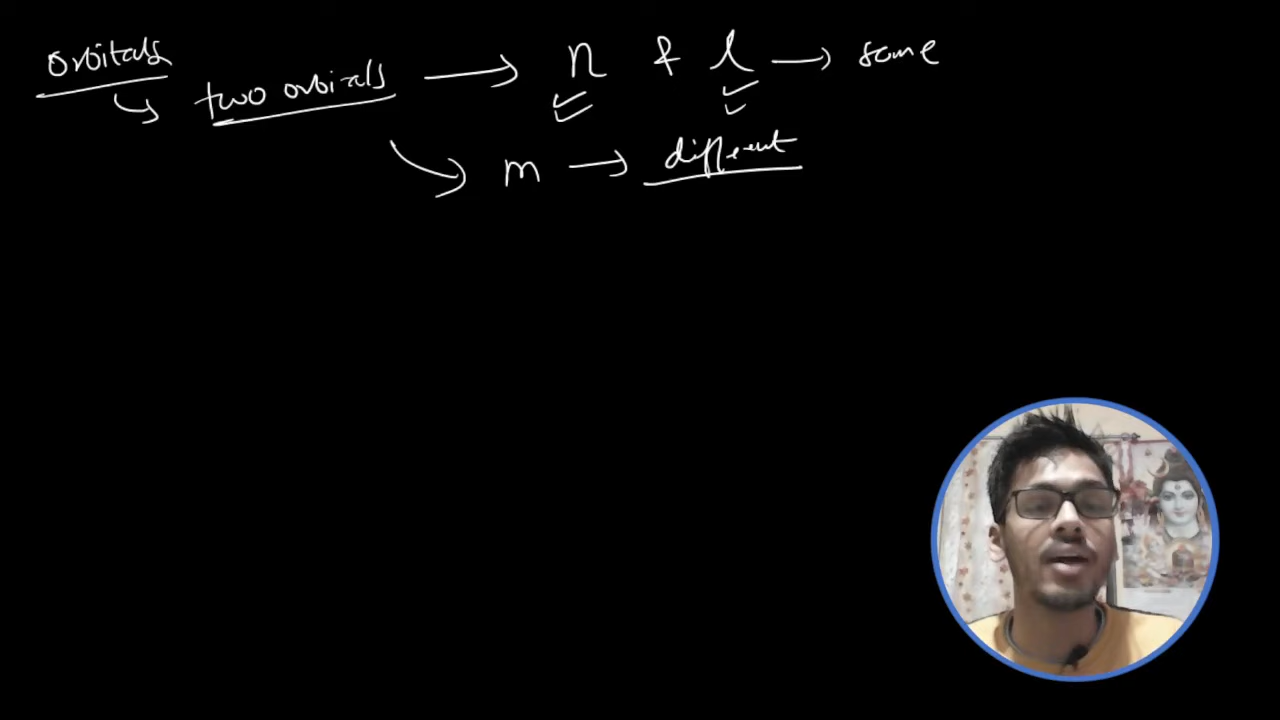 orbitals
↳ two orbitals → n & l → same
↘ m → different